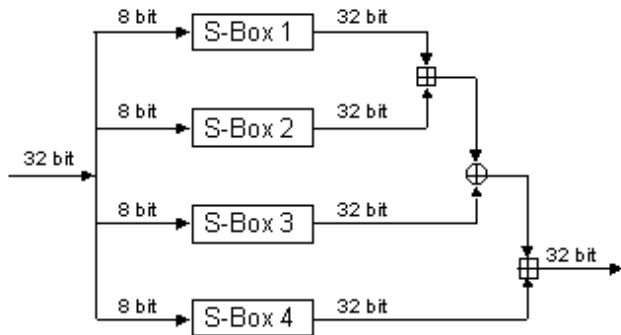 8 bit S-Box 1 32 bit
8 bit S-Box 2 32 bit
32 bit
8 bit S-Box 3 32 bit
32 bit
8 bit S-Box 4 32 bit